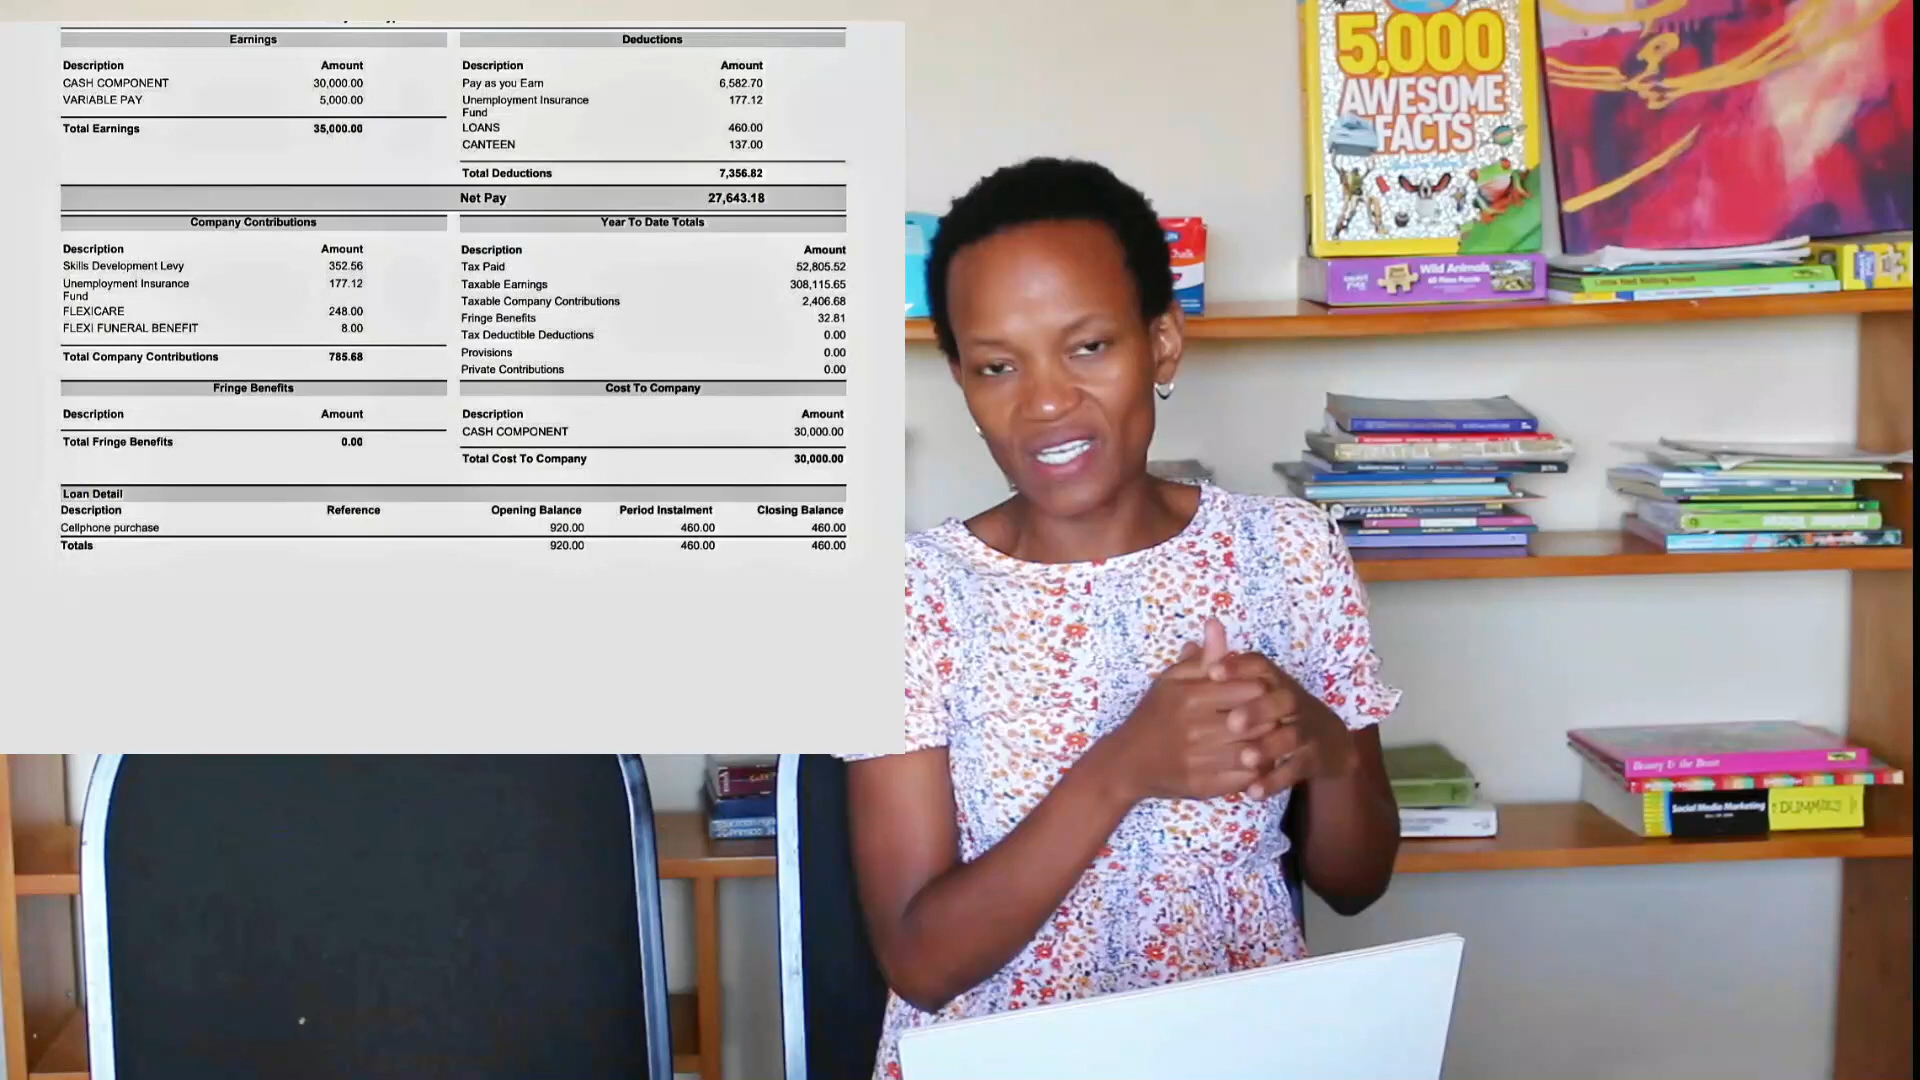 Earnings
Description Amount
CASH COMPONENT 30,000.00
VARIABLE PAY 5,000.00
Total Earnings 35,000.00
Deductions
Description Amount
Pay as you Earn 6,582.70
Unemployment Insurance 177.12
Fund
LOANS 460.00
CANTEEN 137.00
Total Deductions 7,356.82
Net Pay 27,643.18
Company Contributions
Description Amount
Skills Development Levy 352.56
Unemployment Insurance 177.12
Fund
FLEXICARE 248.00
FLEXI FUNERAL BENEFIT 8.00
Total Company Contributions 785.68
Year To Date Totals
Description Amount
Tax Paid 52,805.52
Taxable Earnings 308,115.65
Taxable Company Contributions 2,406.68
Fringe Benefits 32.81
Tax Deductible Deductions 0.00
Provisions 0.00
Private Contributions 0.00
Fringe Benefits
Description Amount
Total Fringe Benefits 0.00
Cost To Company
Description Amount
CASH COMPONENT 30,000.00
Total Cost To Company 30,000.00
Loan Detail
Description Reference Opening Balance Period Instalment Closing Balance
Cellphone purchase 920.00 460.00 460.00
Totals 920.00 460.00 460.00
5,000
AWESOME
FACTS
Wild Animals
Little Red Riding Hood
Beauty & the Beast
Social Media Marketing
DUMMIES